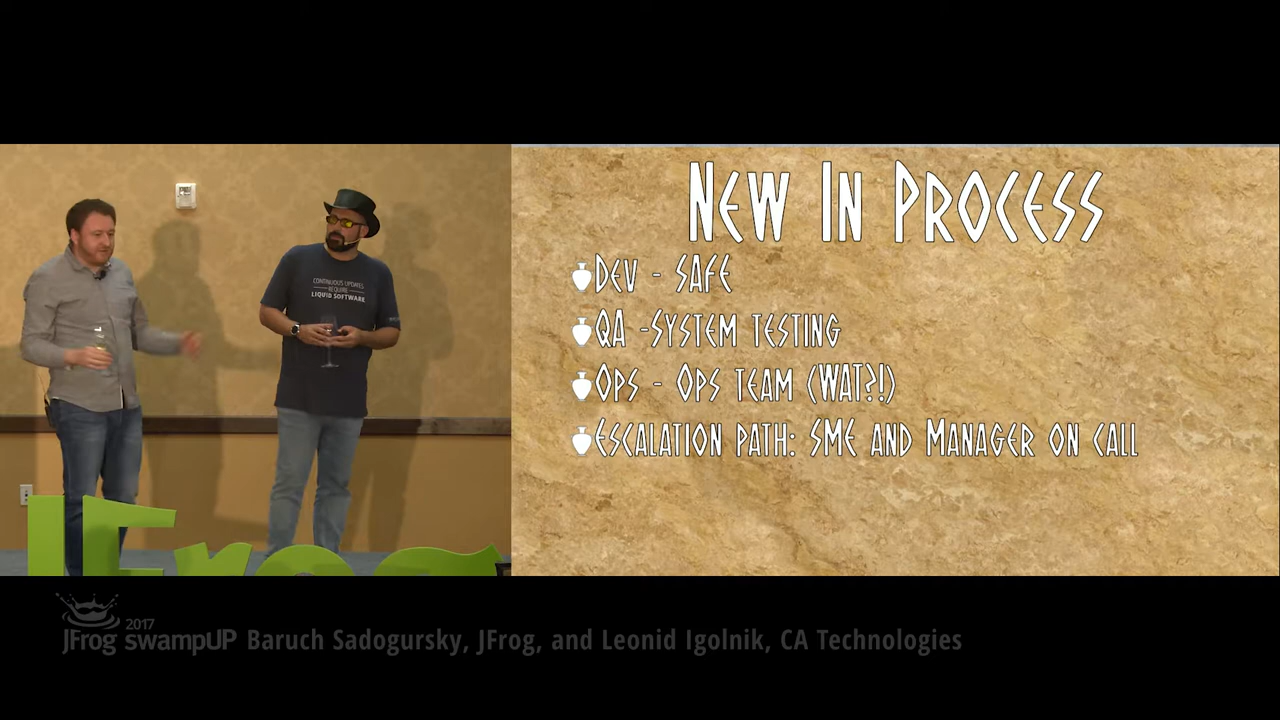 New In Process
Dev - SAFE
QA -System testing
Ops - Ops team (WAT?!)
Escalation path: SME and Manager on call
CONTINUOUS UPDATES
REQUIRE
LIQUID SOFTWARE
JFrog
2017
JFrog swampUP
Baruch Sadogursky, JFrog, and Leonid Igolnik, CA Technologies